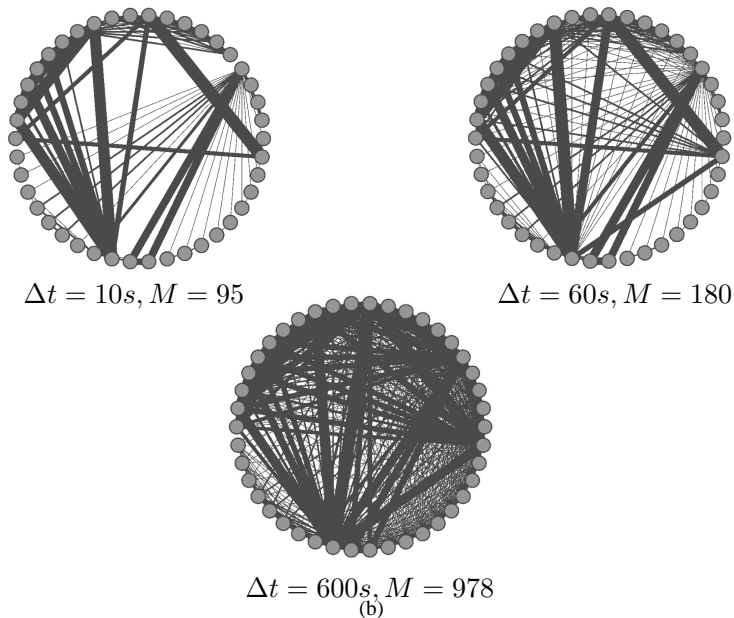 Δt = 10s, M = 95
Δt = 60s, M = 180
Δt = 600s, M = 978
(b)